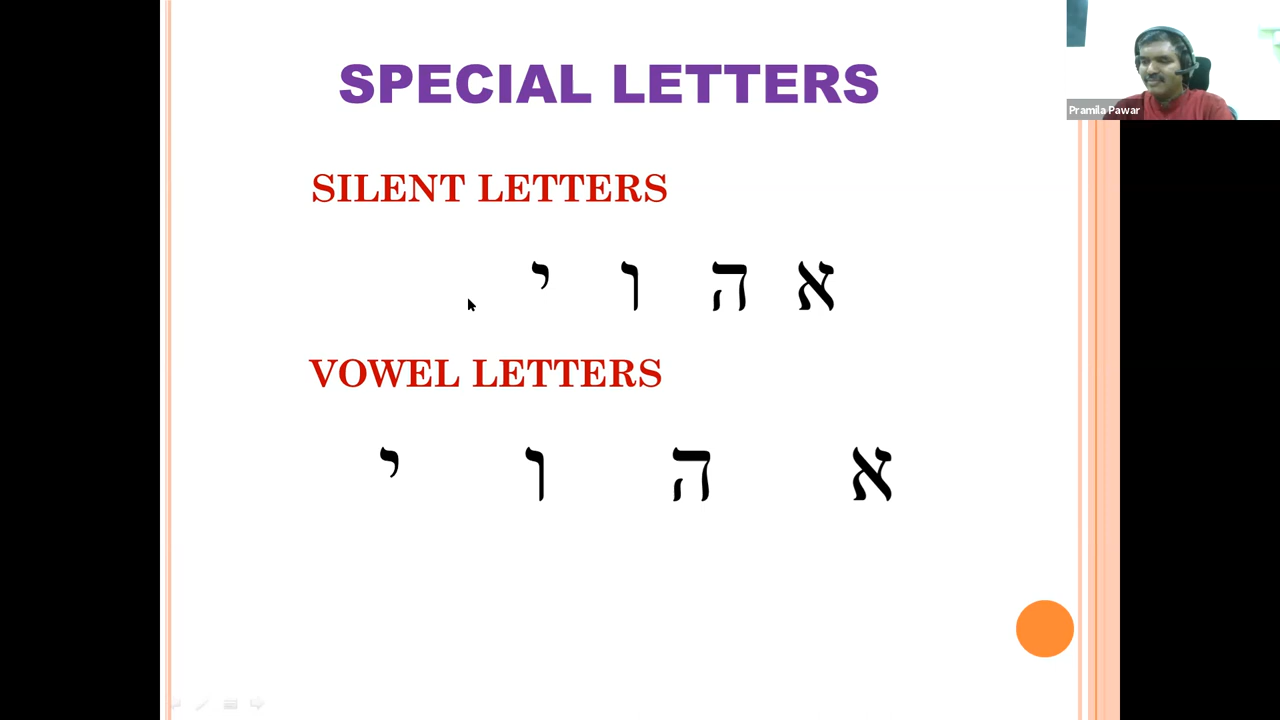 SPECIAL LETTERS
Pramila Pawar
SILENT LETTERS
א ה ו י
VOWEL LETTERS
א ה ו י